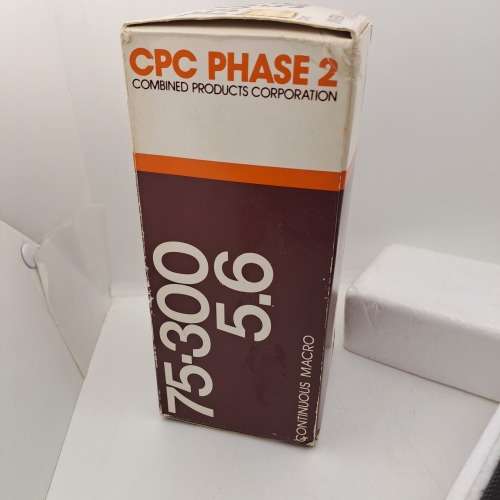 CPC PHASE 2
COMBINED PRODUCTS CORPORATION
75-300
5.6
CONTINUOUS MACRO